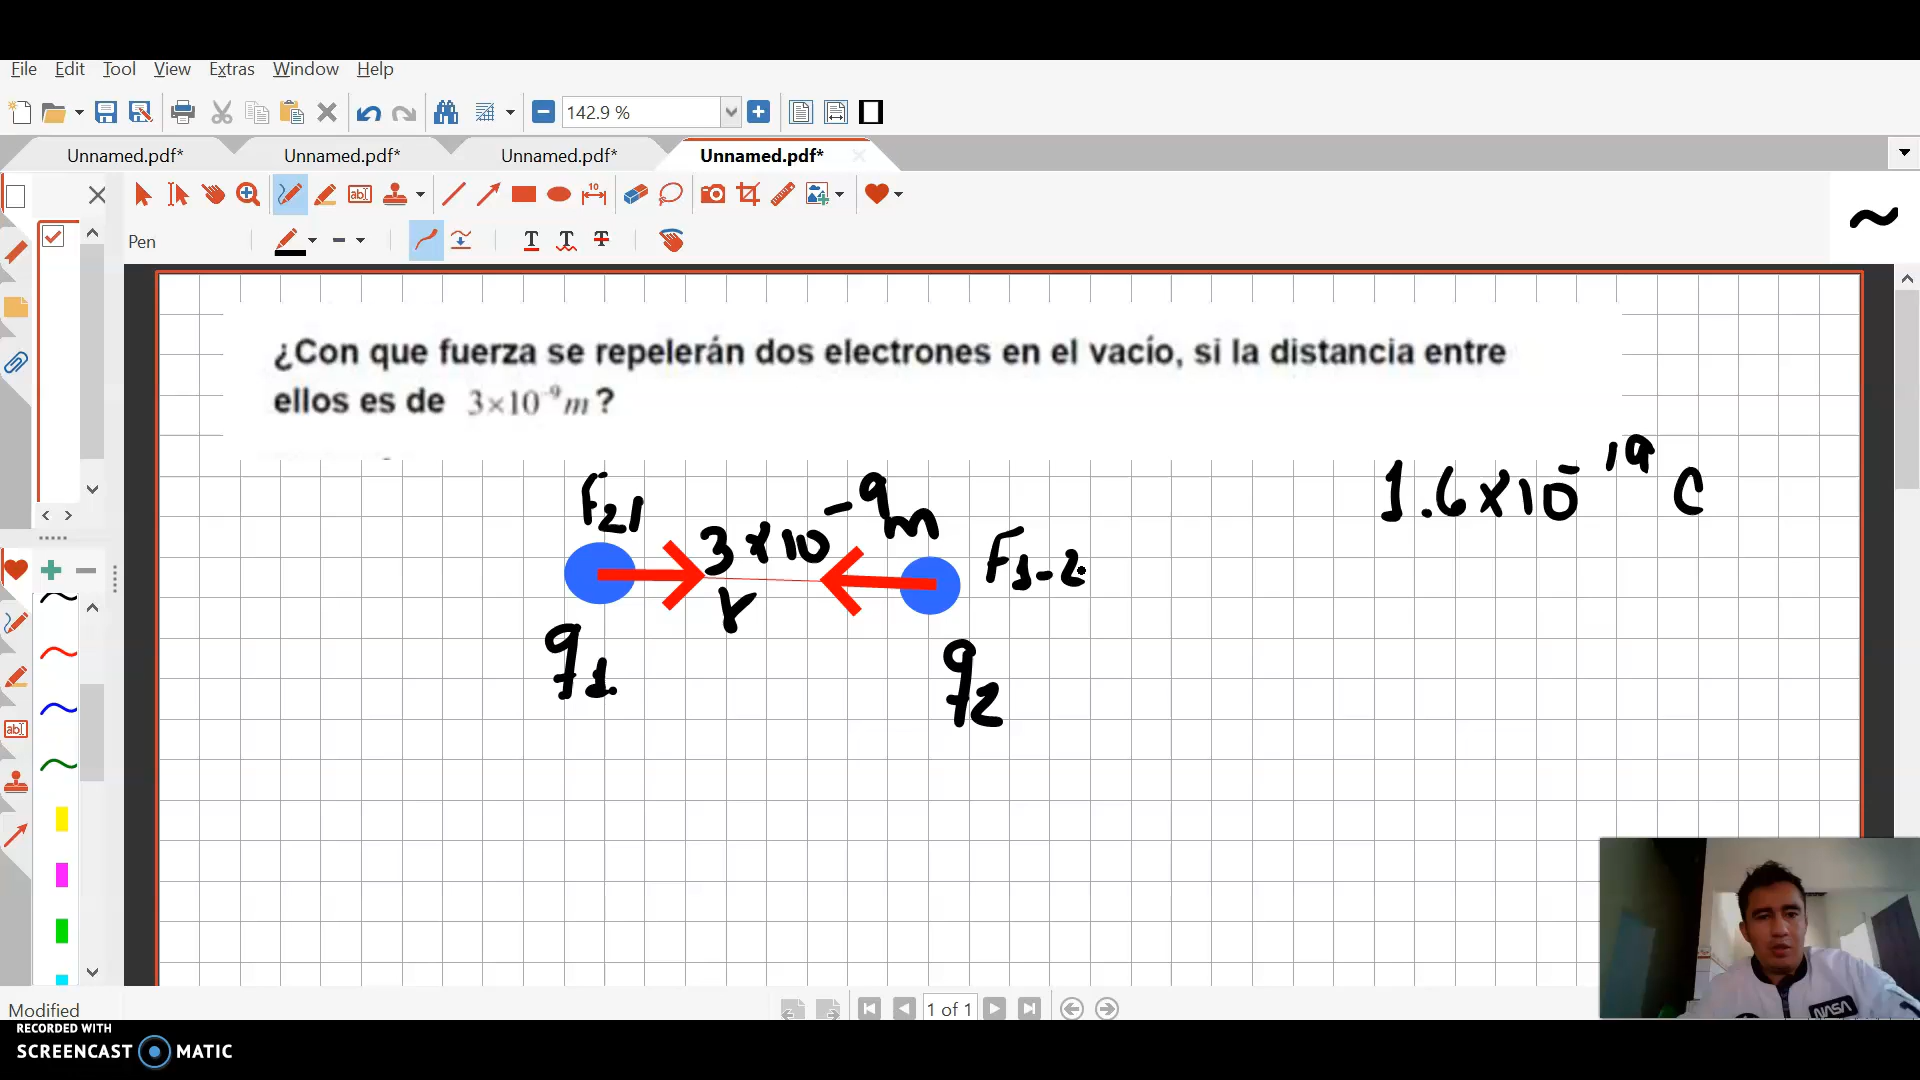 File Edit Tool View Extras Window Help
142.9 %
Unnamed.pdf* Unnamed.pdf* Unnamed.pdf* Unnamed.pdf*
Pen
¿Con que fuerza se repelerán dos electrones en el vacío, si la distancia entre
ellos es de 3×10⁻⁹m?
1.6×10⁻¹⁹ C
F21
3×10⁻⁹m
F1-2
r
q1
q2
1 of 1
Modified
RECORDED WITH
SCREENCAST MATIC
NASA